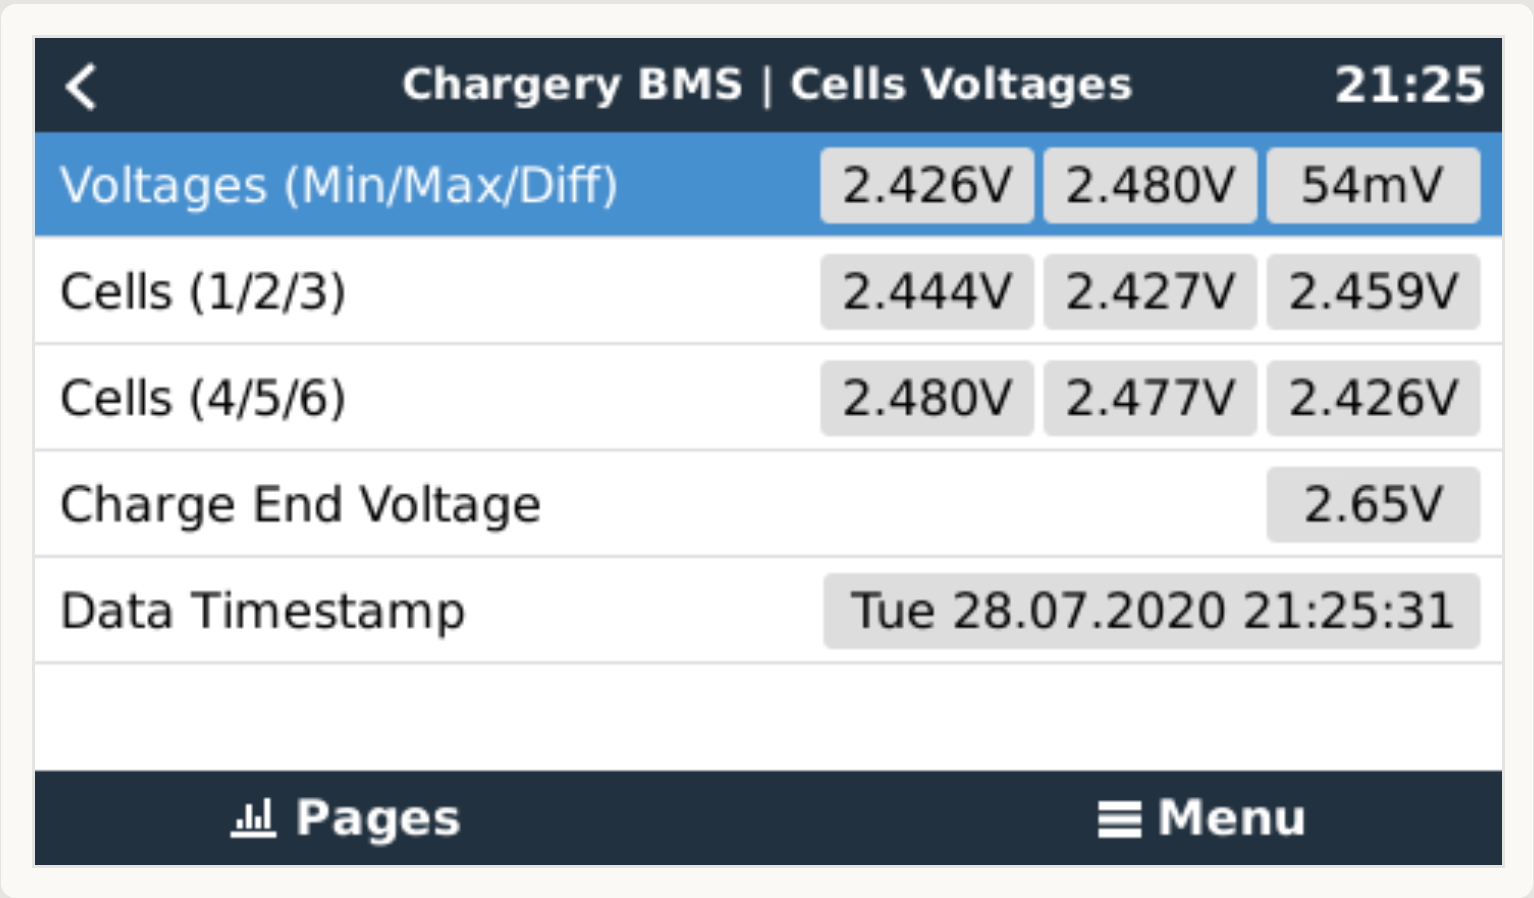 Chargery BMS | Cells Voltages 21:25
Voltages (Min/Max/Diff) 2.426V 2.480V 54mV
Cells (1/2/3) 2.444V 2.427V 2.459V
Cells (4/5/6) 2.480V 2.477V 2.426V
Charge End Voltage 2.65V
Data Timestamp Tue 28.07.2020 21:25:31
Pages Menu